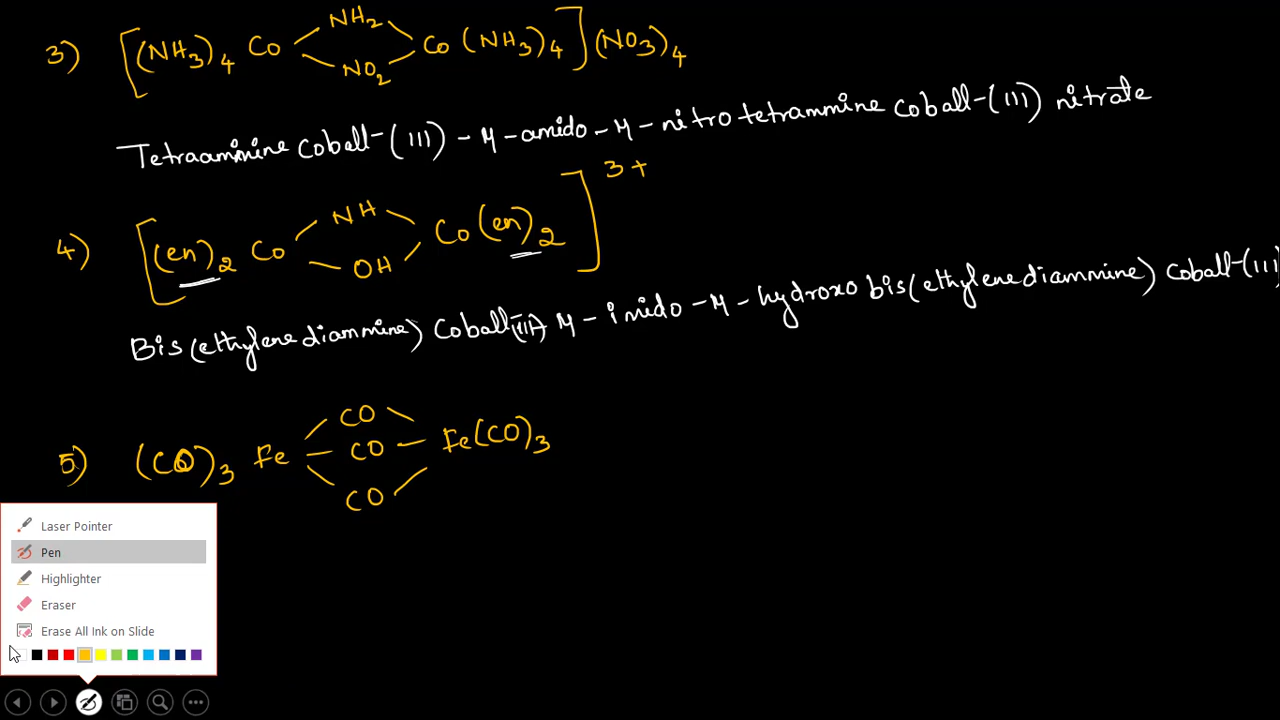 3) [(NH3)4 Co NH2 NO2 Co (NH3)4] (NO3)4
Tetraammine cobalt-(III) - μ - amido - μ - nitro tetrammine cobalt-(III) nitrate
4) [(en)2 Co NH OH Co (en)2] 3+
Bis(ethylene diammine) cobalt(III) μ - imido - μ - hydroxo bis(ethylenediammine) cobalt-(III)
5) (CO)3 Fe CO CO CO Fe(CO)3
Laser Pointer
Pen
Highlighter
Eraser
Erase All Ink on Slide